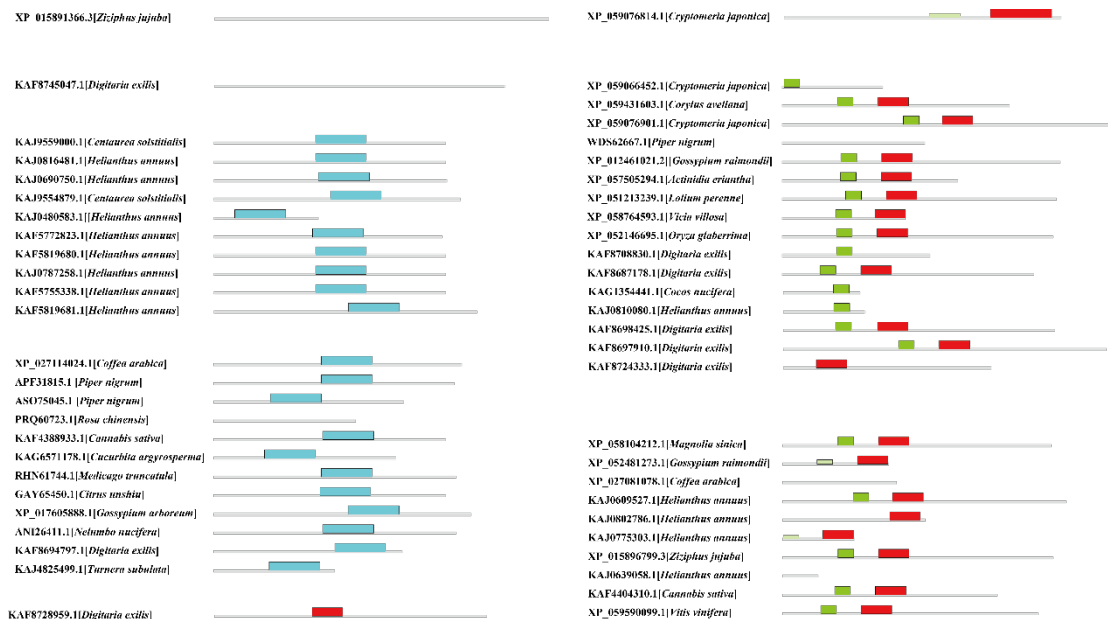 XP_015891366.3[Ziziphus jujuba]
KAF8745047.1[Digitaria exilis]
KAJ9559000.1[Centaurea solstitialis]
KAJ0816481.1[Helianthus annuus]
KAJ0690750.1[Helianthus annuus]
KAJ9554879.1[Centaurea solstitiolis]
KAJ0480583.1[[Helianthus annuus]
KAF5772823.1[Helianthus annuus]
KAF5819680.1[Helianthus annuus]
KAJ0787258.1[Helianthus annuus]
KAF5755338.1[Helianthus annuus]
KAF5819681.1[Helianthus annuus]
XP_027114024.1[Coffea arabica]
APF31815.1 [Piper nigrum]
ASO75045.1 [Piper nigrum]
PRQ60723.1[Rosa chinensis]
KAF4388933.1[Cannabis sativa]
KAG6571178.1[Cucurbita argyrosperma]
RHN61744.1[Medicago truncatula]
GAY65450.1[Citrus unshiu]
XP_017605888.1[Gossypium arboreum]
ANI26411.1[Nelumbo nucifera]
KAF8694797.1[Digitaria exilis]
KAJ4825499.1[Turnera subulata]
KAF8728959.1[Digitaria exilis]
XP_059076814.1[Cryptomeria japonica]
XP_059066452.1[Cryptomeria japonica]
XP_059431603.1[Corylus avellana]
XP_059076901.1[Cryptomeria japonica]
WDS62667.1[Piper nigrum]
XP_012461021.2[[Gossypium raimondii]
XP_057505294.1[Actinidia eriantha]
XP_051213239.1[Lolium perenne]
XP_058764593.1[Vicia villosa]
XP_052146695.1[Oryza glaberrima]
KAF8708830.1[Digitaria exilis]
KAF8687178.1[Digitaria exilis]
KAG1354441.1[Cocos nucifera]
KAJ0810080.1[Helianthus annuus]
KAF8698425.1[Digitaria exilis]
KAF8697910.1[Digitaria exilis]
KAF8724333.1[Digitaria exilis]
XP_058104212.1[Magnolia sinica]
XP_052481273.1[Gossypium raimondii]
XP_027081078.1[Coffea arabica]
KAJ0609527.1[Helianthus annuus]
KAJ0802786.1[Helianthus annuus]
KAJ0775303.1[Helianthus annuus]
XP_015896799.3[Ziziphus jujuba]
KAJ0639058.1[Helianthus annuus]
KAF4404310.1[Cannabis sativa]
XP_059590099.1[Vitis vinifera]